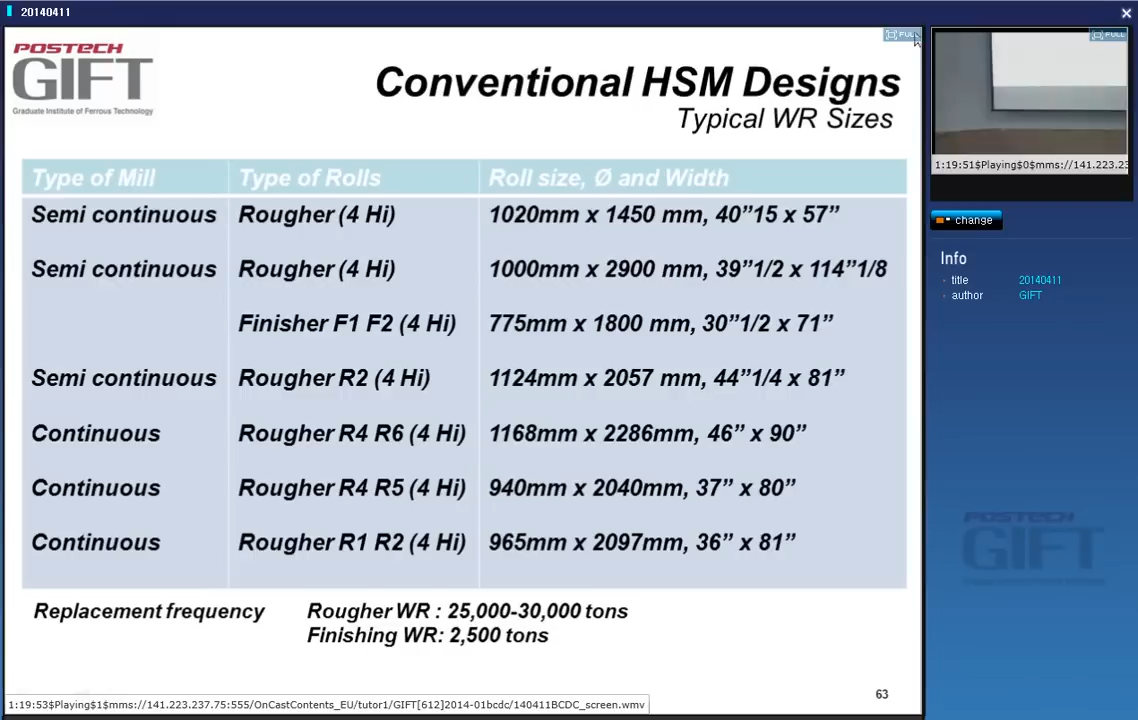 20140411
POSTECH
GIFT
Graduate Institute of Ferrous Technology
Conventional HSM Designs
Typical WR Sizes
Type of Mill Type of Rolls Roll size, Ø and Width
Semi continuous Rougher (4 Hi) 1020mm x 1450 mm, 40”15 x 57”
Semi continuous Rougher (4 Hi) 1000mm x 2900 mm, 39”1/2 x 114”1/8
Finisher F1 F2 (4 Hi) 775mm x 1800 mm, 30”1/2 x 71”
Semi continuous Rougher R2 (4 Hi) 1124mm x 2057 mm, 44”1/4 x 81”
Continuous Rougher R4 R6 (4 Hi) 1168mm x 2286mm, 46” x 90”
Continuous Rougher R4 R5 (4 Hi) 940mm x 2040mm, 37” x 80”
Continuous Rougher R1 R2 (4 Hi) 965mm x 2097mm, 36” x 81”
Replacement frequency Rougher WR : 25,000-30,000 tons
Finishing WR: 2,500 tons
63
1:19:53$Playing$1$mms://141.223.237.75:555/OnCastContents_EU/tutor1/GIFT[612]2014-01bcdc/140411BCDC_screen.wmv
FULL
FULL
1:19:51$Playing$0$mms://141.223.23
change
Info
title 20140411
author GIFT
POSTECH
GIFT